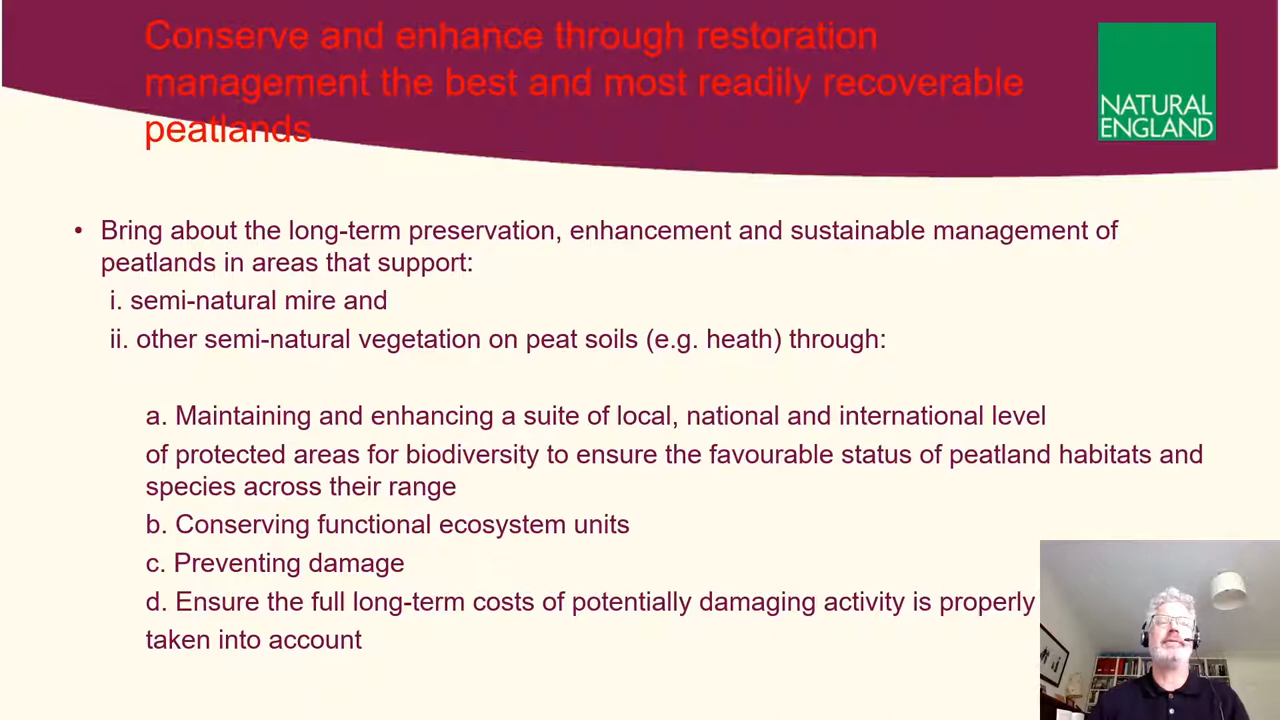 Conserve and enhance through restoration
management the best and most readily recoverable
peatlands
NATURAL
ENGLAND
• Bring about the long-term preservation, enhancement and sustainable management of
peatlands in areas that support:
i. semi-natural mire and
ii. other semi-natural vegetation on peat soils (e.g. heath) through:
a. Maintaining and enhancing a suite of local, national and international level
of protected areas for biodiversity to ensure the favourable status of peatland habitats and
species across their range
b. Conserving functional ecosystem units
c. Preventing damage
d. Ensure the full long-term costs of potentially damaging activity is properly
taken into account